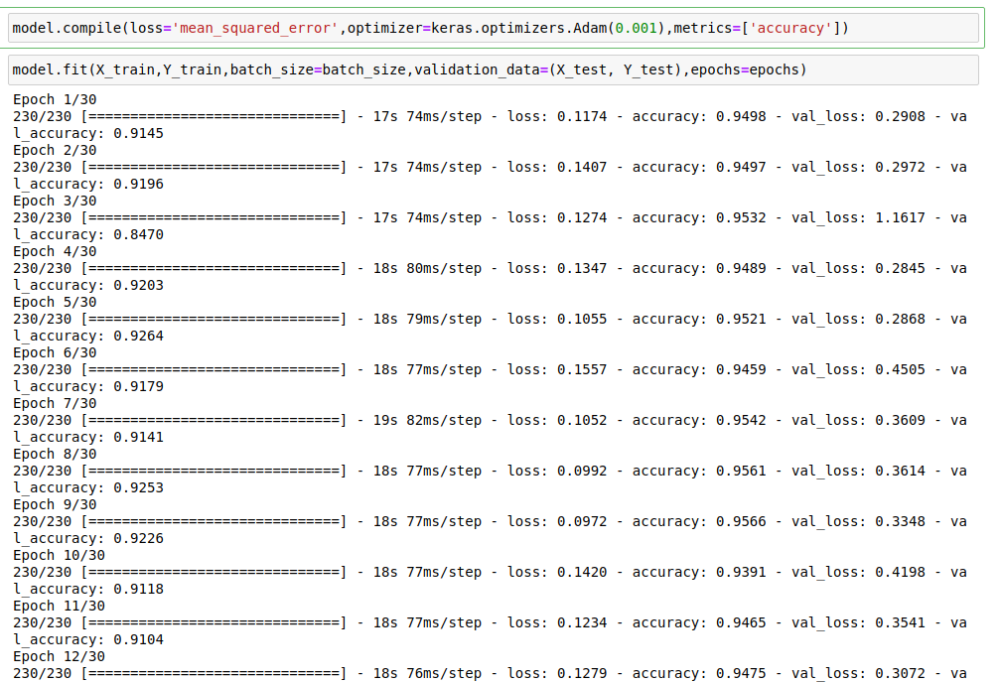 model.compile(loss='mean_squared_error',optimizer=keras.optimizers.Adam(0.001),metrics=['accuracy'])
model.fit(X_train,Y_train,batch_size=batch_size,validation_data=(X_test, Y_test),epochs=epochs)
Epoch 1/30
230/230 [==============================] - 17s 74ms/step - loss: 0.1174 - accuracy: 0.9498 - val_loss: 0.2908 - va
l_accuracy: 0.9145
Epoch 2/30
230/230 [==============================] - 17s 74ms/step - loss: 0.1407 - accuracy: 0.9497 - val_loss: 0.2972 - va
l_accuracy: 0.9196
Epoch 3/30
230/230 [==============================] - 17s 74ms/step - loss: 0.1274 - accuracy: 0.9532 - val_loss: 1.1617 - va
l_accuracy: 0.8470
Epoch 4/30
230/230 [==============================] - 18s 80ms/step - loss: 0.1347 - accuracy: 0.9489 - val_loss: 0.2845 - va
l_accuracy: 0.9203
Epoch 5/30
230/230 [==============================] - 18s 79ms/step - loss: 0.1055 - accuracy: 0.9521 - val_loss: 0.2868 - va
l_accuracy: 0.9264
Epoch 6/30
230/230 [==============================] - 18s 77ms/step - loss: 0.1557 - accuracy: 0.9459 - val_loss: 0.4505 - va
l_accuracy: 0.9179
Epoch 7/30
230/230 [==============================] - 19s 82ms/step - loss: 0.1052 - accuracy: 0.9542 - val_loss: 0.3609 - va
l_accuracy: 0.9141
Epoch 8/30
230/230 [==============================] - 18s 77ms/step - loss: 0.0992 - accuracy: 0.9561 - val_loss: 0.3614 - va
l_accuracy: 0.9253
Epoch 9/30
230/230 [==============================] - 18s 77ms/step - loss: 0.0972 - accuracy: 0.9566 - val_loss: 0.3348 - va
l_accuracy: 0.9226
Epoch 10/30
230/230 [==============================] - 18s 77ms/step - loss: 0.1420 - accuracy: 0.9391 - val_loss: 0.4198 - va
l_accuracy: 0.9118
Epoch 11/30
230/230 [==============================] - 18s 77ms/step - loss: 0.1234 - accuracy: 0.9465 - val_loss: 0.3541 - va
l_accuracy: 0.9104
Epoch 12/30
230/230 [==============================] - 18s 76ms/step - loss: 0.1279 - accuracy: 0.9475 - val_loss: 0.3072 - va